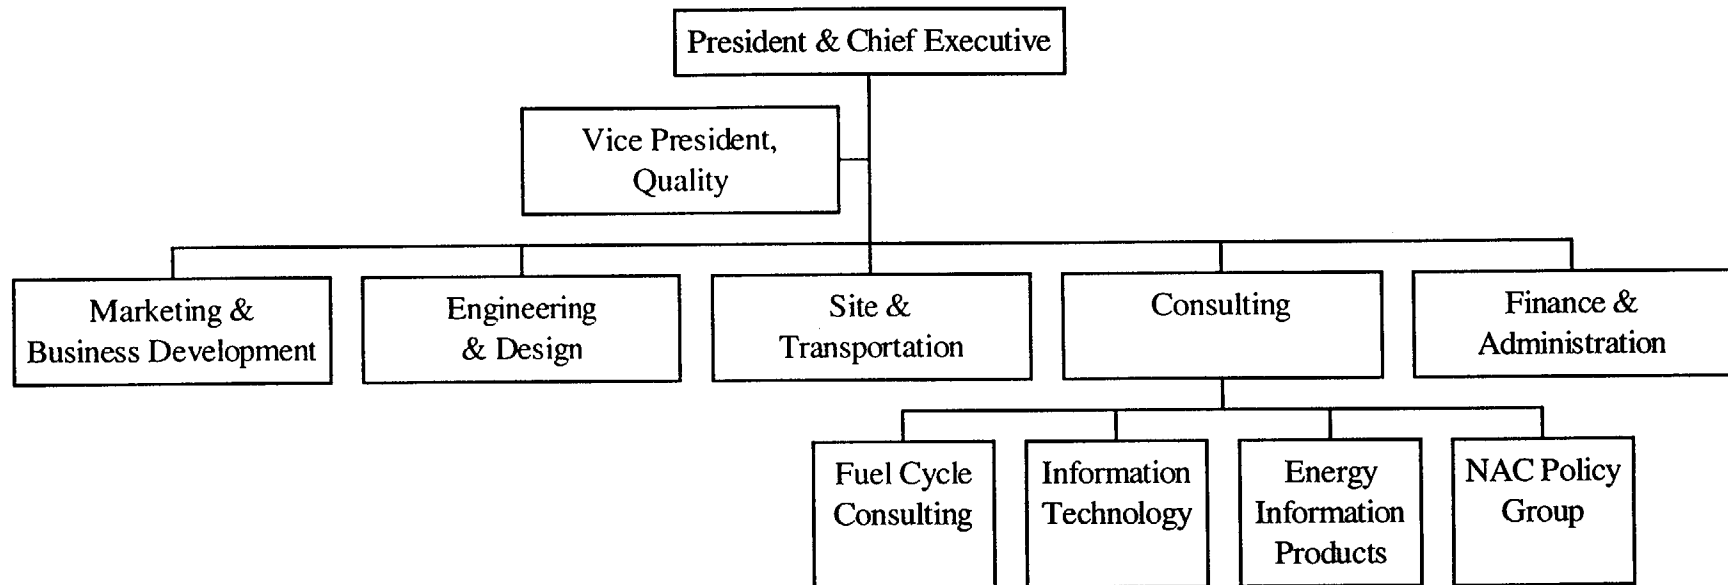 President & Chief Executive
Vice President,
Quality
Marketing &
Business Development
Engineering
& Design
Site &
Transportation
Consulting
Finance &
Administration
Fuel Cycle
Consulting
Information
Technology
Energy
Information
Products
NAC Policy
Group